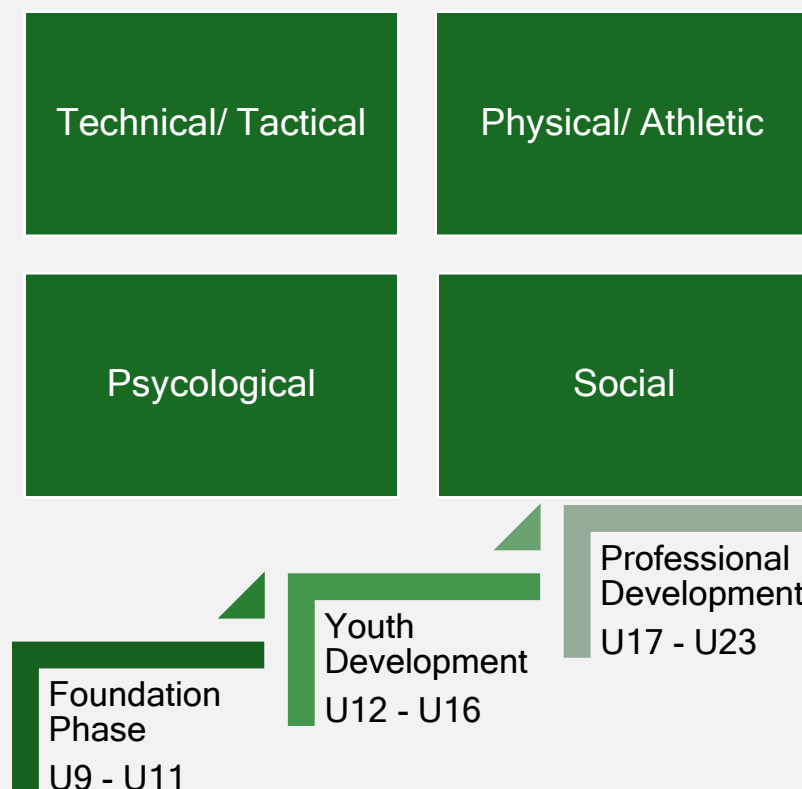 Technical/ Tactical
Physical/ Athletic
Psycological
Social
Foundation
Phase
U9 - U11
Youth
Development
U12 - U16
Professional
Development
U17 - U23